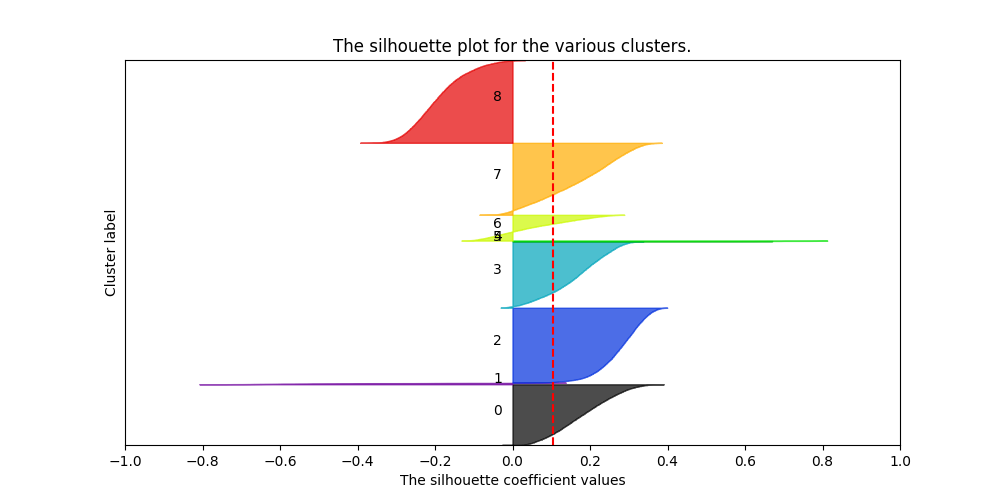 The silhouette plot for the various clusters.
8
7
6
5
4
3
2
1
0
Cluster label
−1.0 −0.8 −0.6 −0.4 −0.2 0.0 0.2 0.4 0.6 0.8 1.0
The silhouette coefficient values